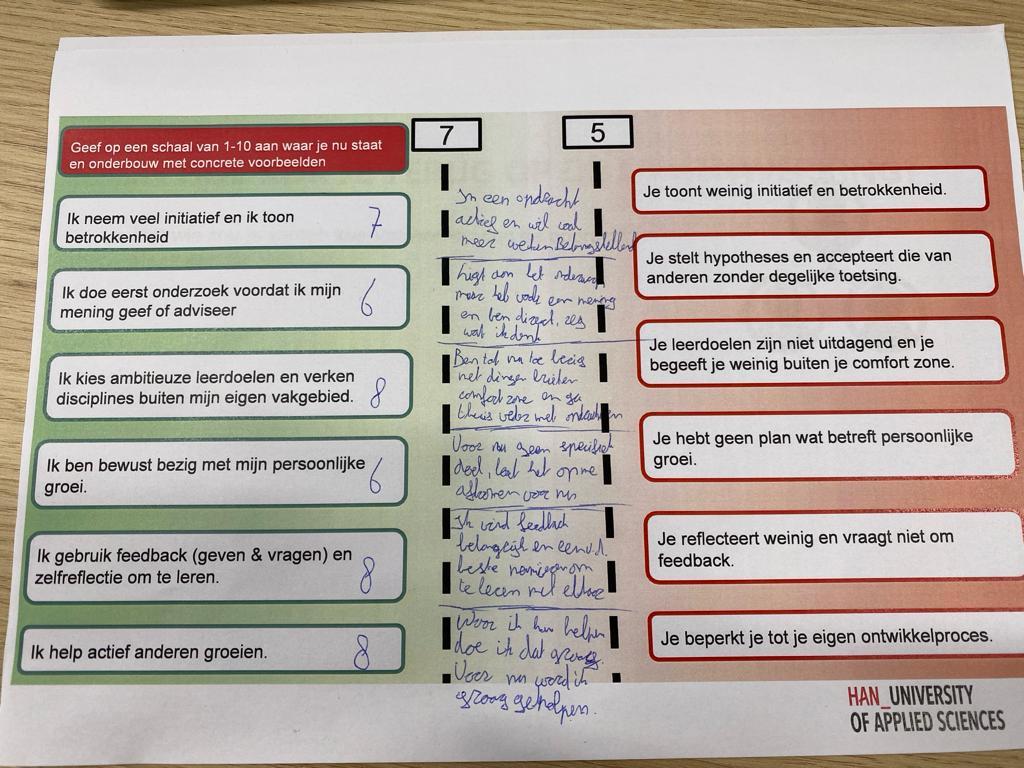 Geef op een schaal van 1-10 aan waar je nu staat
en onderbouw met concrete voorbeelden
7
5
Ik neem veel initiatief en ik toon
betrokkenheid
7
In een opdracht
actief en wil veel
meer weten Belangstellend
Je toont weinig initiatief en betrokkenheid.
Ik doe eerst onderzoek voordat ik mijn
mening geef of adviseer
6
Ligt aan het onderwerp
maar heb vaak een mening
en ben direct, zeg
wat ik denk
Je stelt hypotheses en accepteert die van
anderen zonder degelijke toetsing.
Ik kies ambitieuze leerdoelen en verken
disciplines buiten mijn eigen vakgebied.
8
Ben tot nu toe bezig
met dingen buiten
comfort zone en ga
thuis verder met
Je leerdoelen zijn niet uitdagend en je
begeeft je weinig buiten je comfort zone.
Ik ben bewust bezig met mijn persoonlijke
groei.
6
Voor nu geen specifiek
doel, laat het op me
afkomen voor nu
Je hebt geen plan wat betreft persoonlijke
groei.
Ik gebruik feedback (geven & vragen) en
zelfreflectie om te leren.
8
Ik vind feedback
belangrijk en een v.d.
beste manieren om
te leren met elkaar
Je reflecteert weinig en vraagt niet om
feedback.
Ik help actief anderen groeien.
8
Waar ik kan helpen
doe ik dat graag.
Voor nu word ik
graag geholpen.
Je beperkt je tot je eigen ontwikkelproces.
HAN_UNIVERSITY
OF APPLIED SCIENCES